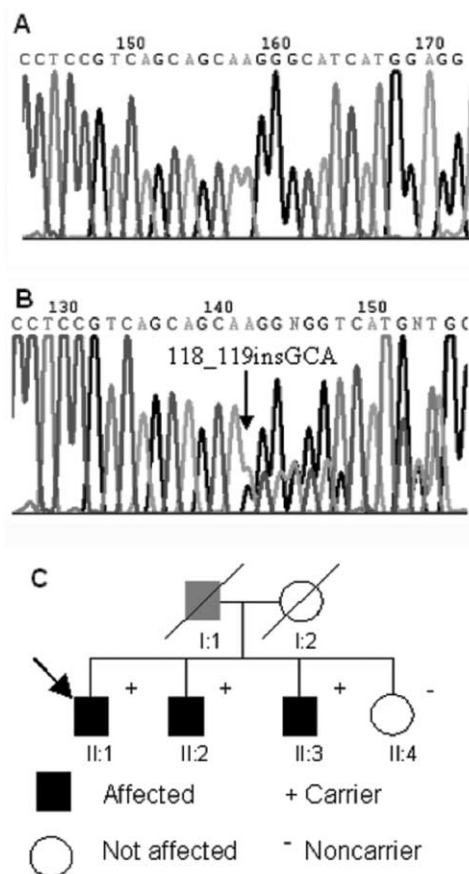 A
150 160 170
CCTCCGTCAGCAGCAAGGGCATCATGGAGG
B
130 140 150
CCTCCGTCAGCAGCAAGGNGGTCATGNTGC
118_119insGCA
C
I:1 I:2
+ + + -
II:1 II:2 II:3 II:4
Affected + Carrier
Not affected - Noncarrier